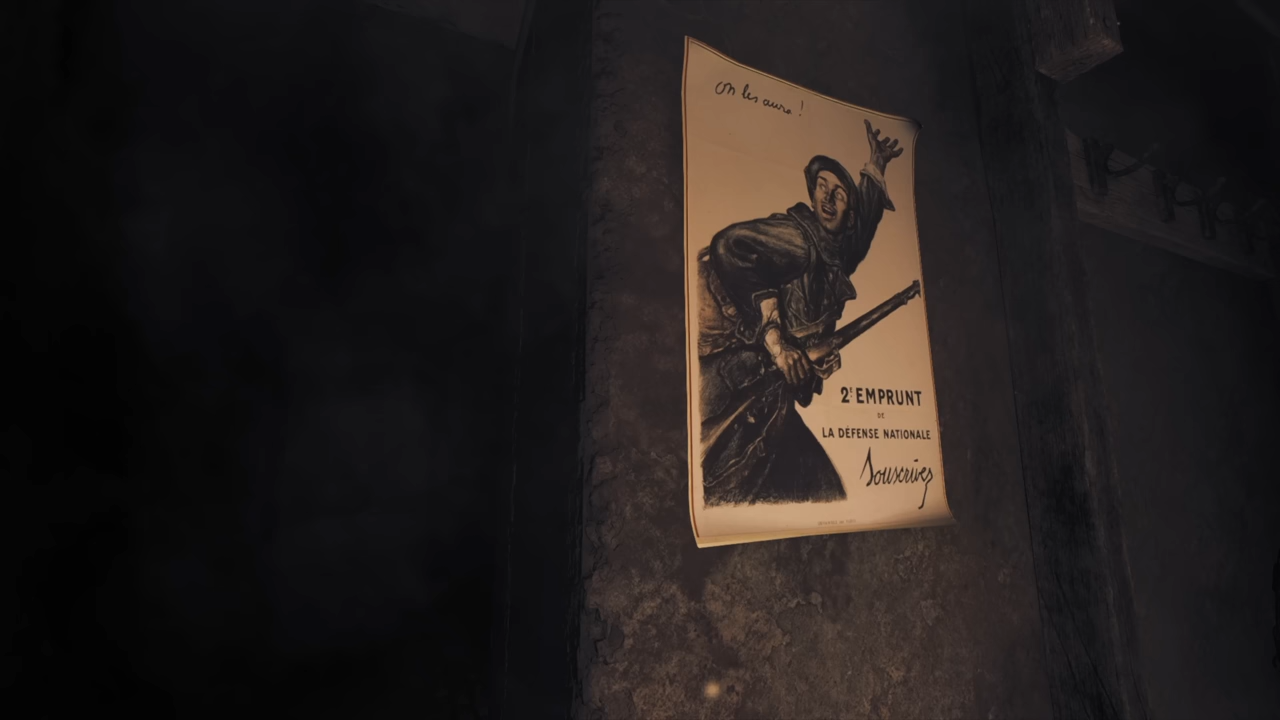 on les aura !
2ᴱ EMPRUNT
DE
LA DÉFENSE NATIONALE
Souscrivez